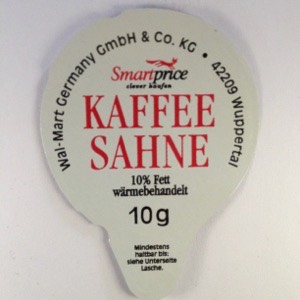 Wal-Mart Germany GmbH & Co. KG • 42209 Wuppertal
Smartprice
clever kaufen
KAFFEE
SAHNE
10% Fett
wärmebehandelt
10 g
Mindestens
haltbar bis:
siehe Unterseite
Lasche.